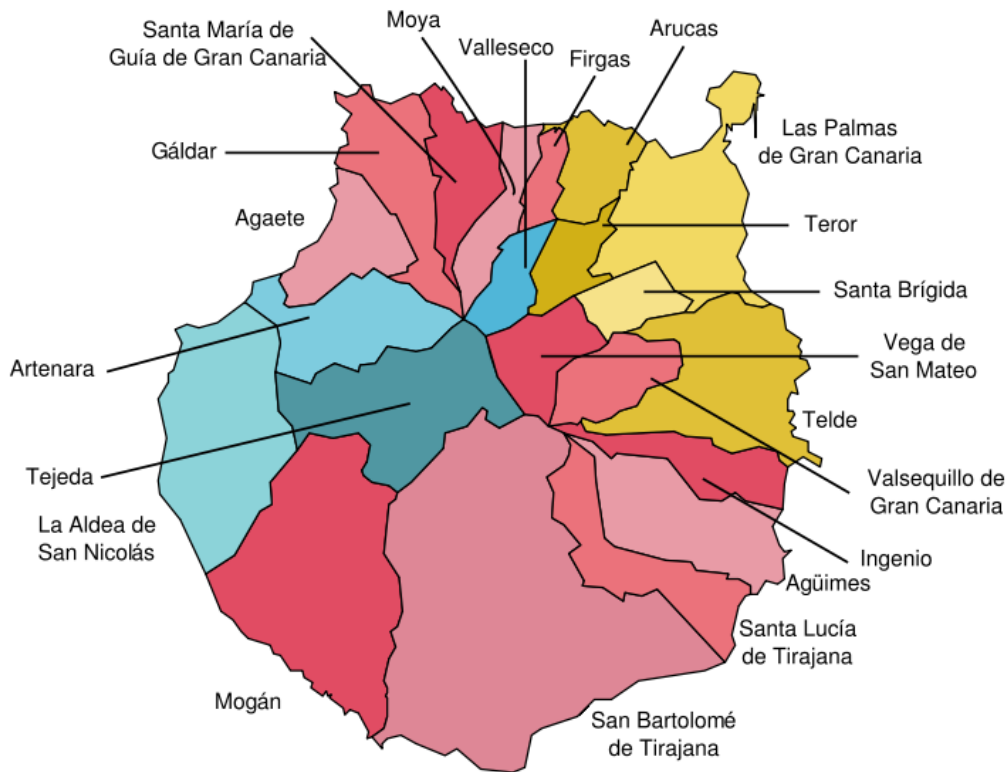 Moya
Santa María de
Guía de Gran Canaria
Valleseco
Firgas
Arucas
Gáldar
Las Palmas
de Gran Canaria
Agaete
Teror
Santa Brígida
Artenara
Vega de
San Mateo
Telde
Tejeda
Valsequillo de
Gran Canaria
La Aldea de
San Nicolás
Ingenio
Agüimes
Santa Lucía
de Tirajana
Mogán
San Bartolomé
de Tirajana